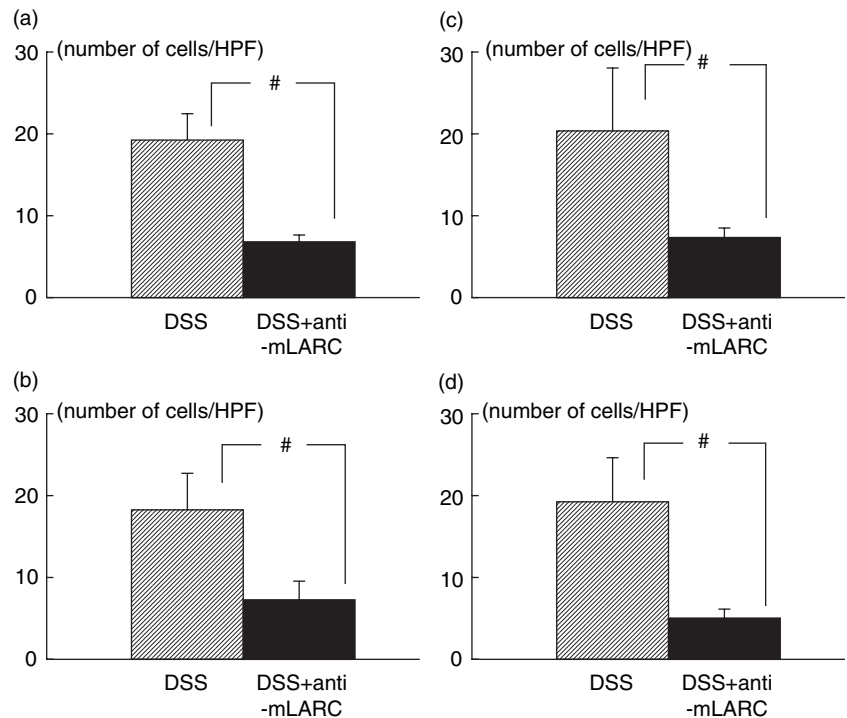 (a)
(number of cells/HPF)
30
#
20
10
0
DSS
DSS+anti
-mLARC
(c)
(number of cells/HPF)
30
#
20
10
0
DSS
DSS+anti
-mLARC
(b)
(number of cells/HPF)
30
#
20
10
0
DSS
DSS+anti
-mLARC
(d)
(number of cells/HPF)
30
#
20
10
0
DSS
DSS+anti
-mLARC